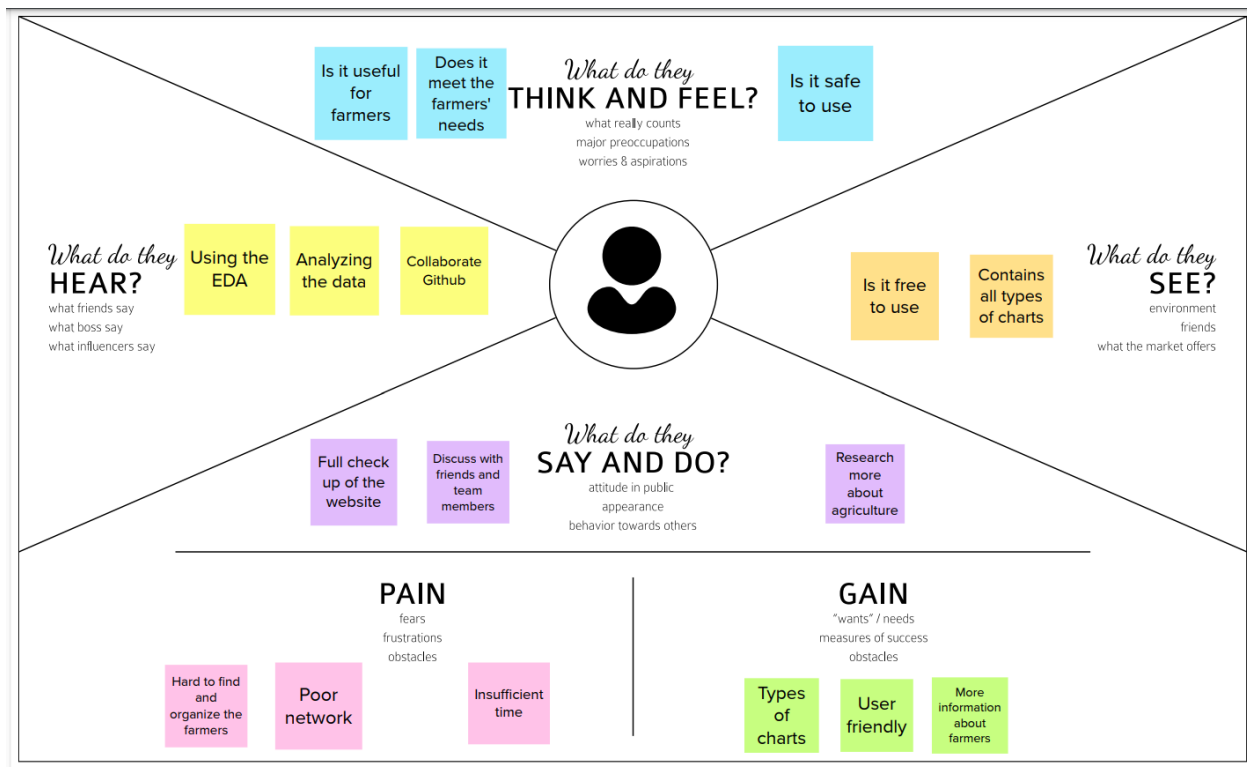 Is it useful
for
farmers
Does it
meet the
farmers'
needs
What do they
THINK AND FEEL?
what really counts
major preoccupations
worries & aspirations
Is it safe
to use
What do they
HEAR?
what friends say
what boss say
what influencers say
Using the
EDA
Analyzing
the data
Collaborate
Github
Is it free
to use
Contains
all types
of charts
What do they
SEE?
environment
friends
what the market offers
Full check
up of the
website
Discuss with
friends and
team
members
What do they
SAY AND DO?
attitude in public
appearance
behavior towards others
Research
more
about
agriculture
PAIN
fears
frustrations
obstacles
Hard to find
and
organize the
farmers
Poor
network
Insufficient
time
GAIN
"wants" / needs
measures of success
obstacles
Types
of
charts
User
friendly
More
information
about
farmers